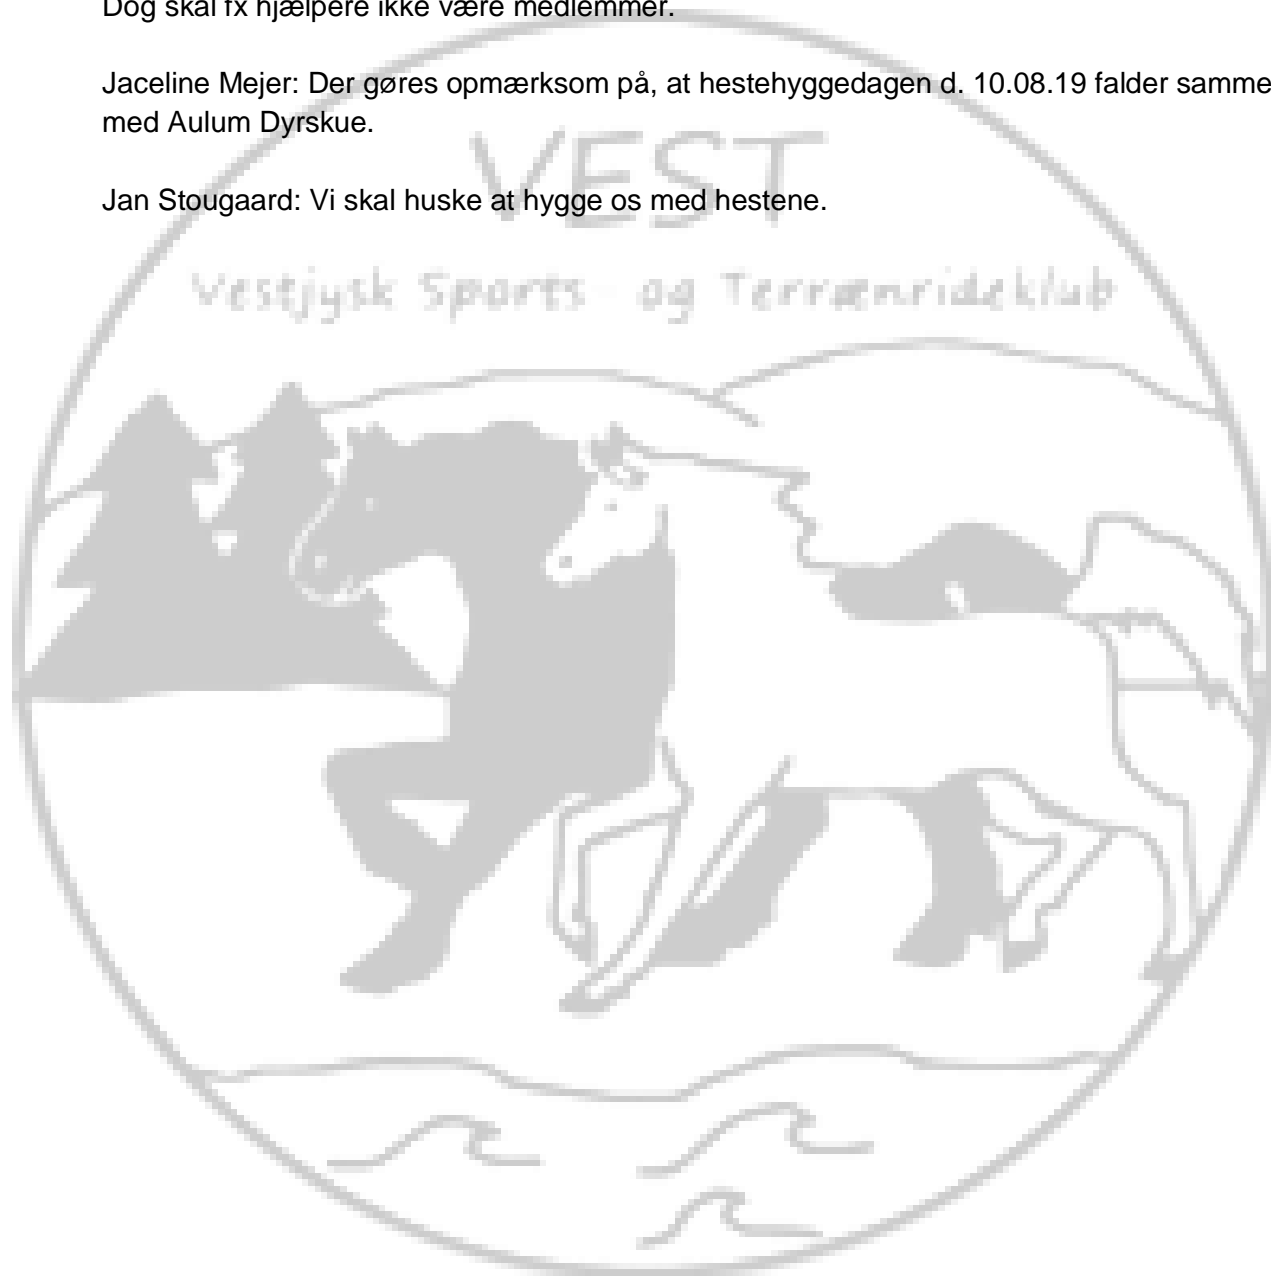 Dog skal fx hjælpere ikke være medlemmer.
Jaceline Mejer: Der gøres opmærksom på, at hestehyggedagen d. 10.08.19 falder samme
med Aulum Dyrskue.
Jan Stougaard: Vi skal huske at hygge os med hestene.
VEST
Vestjysk Sports- og Terrænrideklub